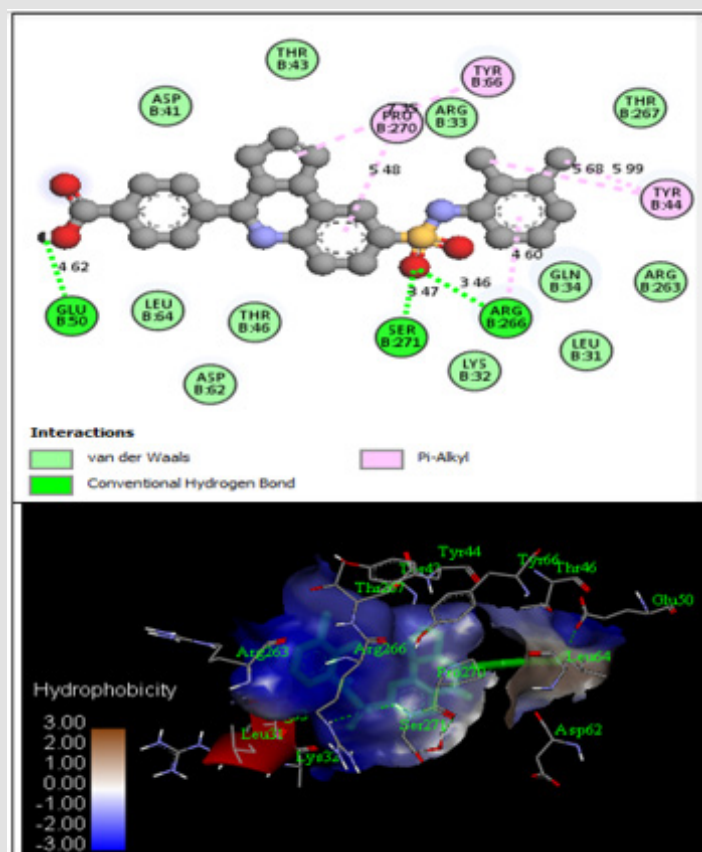 THR
B:43
TYR
B:66
ASP
B:41
7 35
PRO
B:270
ARG
B:33
THR
B:267
5 48
5 68 5 99
TYR
B:44
4 62
4 60
GLU
B:50
LEU
B:64
THR
B:46
3 47
3 46
SER
B:271
ARG
B:266
GLN
B:34
ARG
B:263
LEU
B:31
LYS
B:32
ASP
B:62
Interactions
van der Waals
Pi-Alkyl
Conventional Hydrogen Bond
Tyr44
Tyr66
Thr46
Thr267
Glu50
Arg263
Arg266
Leu64
Pro270
Hydrophobicity
Ser271
Asp62
Leu31
Lys32
3.00
2.00
1.00
0.00
-1.00
-2.00
-3.00